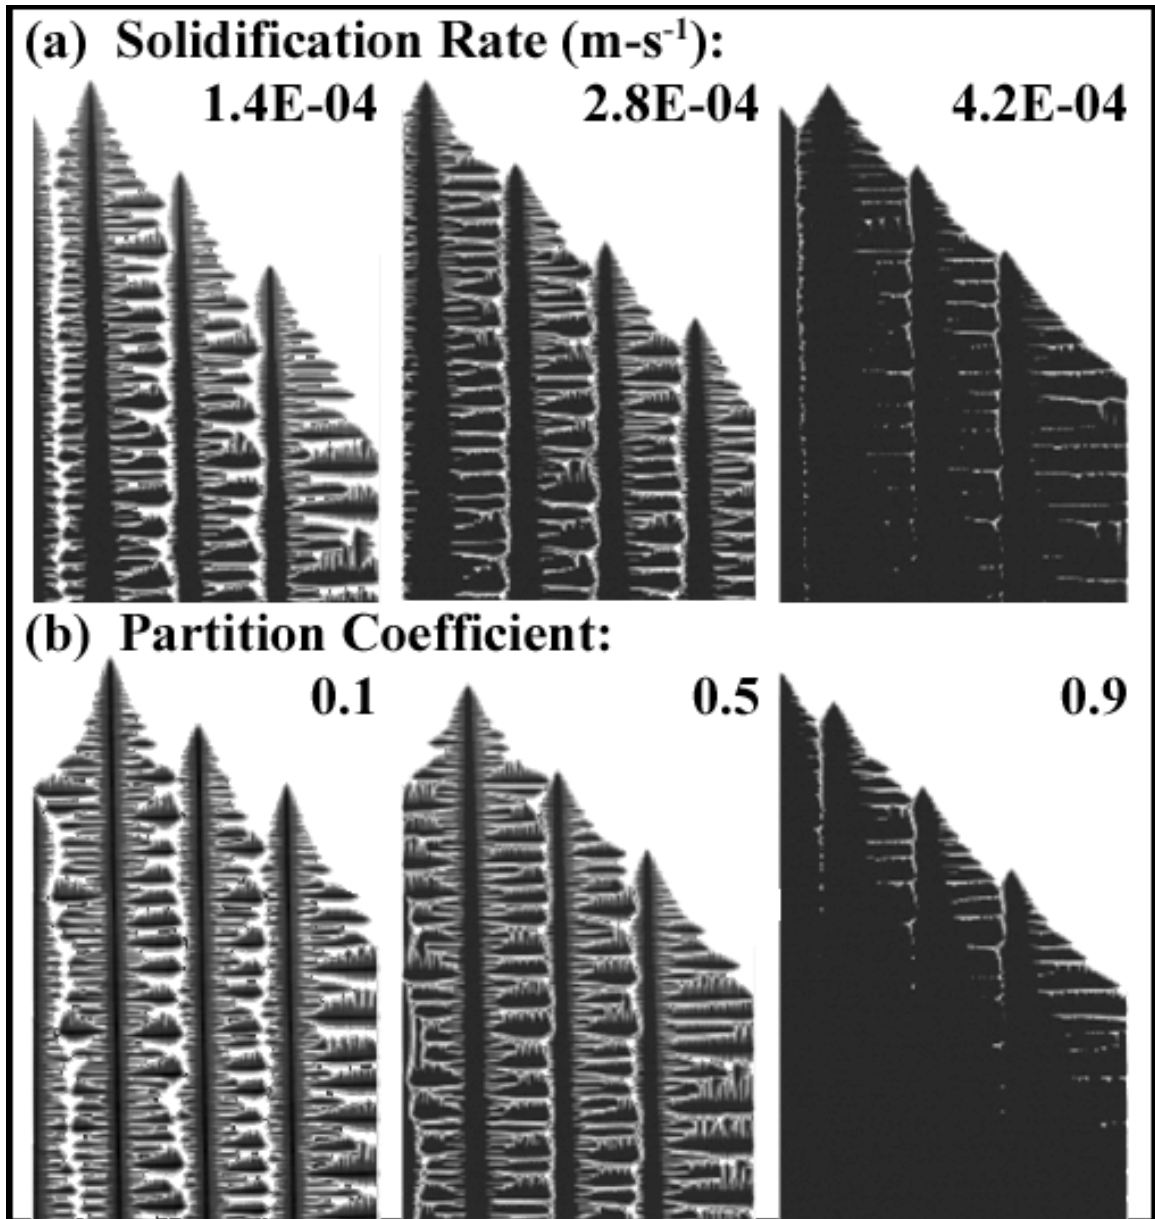 (a) Solidification Rate (m-s⁻¹):
1.4E-04 2.8E-04 4.2E-04
(b) Partition Coefficient:
0.1 0.5 0.9